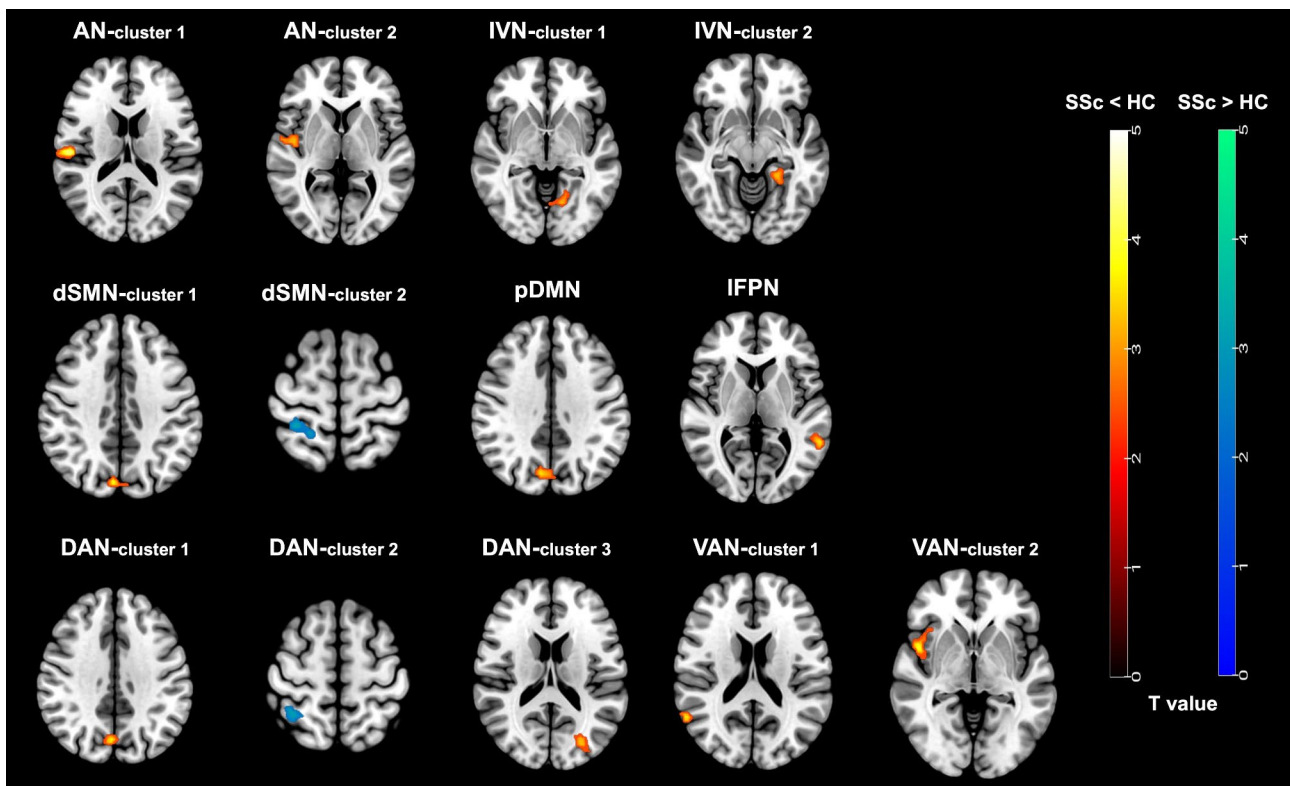 AN-cluster 1
AN-cluster 2
IVN-cluster 1
IVN-cluster 2
SSc < HC
SSc > HC
5
4
3
2
1
0
5
4
3
2
1
0
T value
dSMN-cluster 1
dSMN-cluster 2
pDMN
IFPN
DAN-cluster 1
DAN-cluster 2
DAN-cluster 3
VAN-cluster 1
VAN-cluster 2